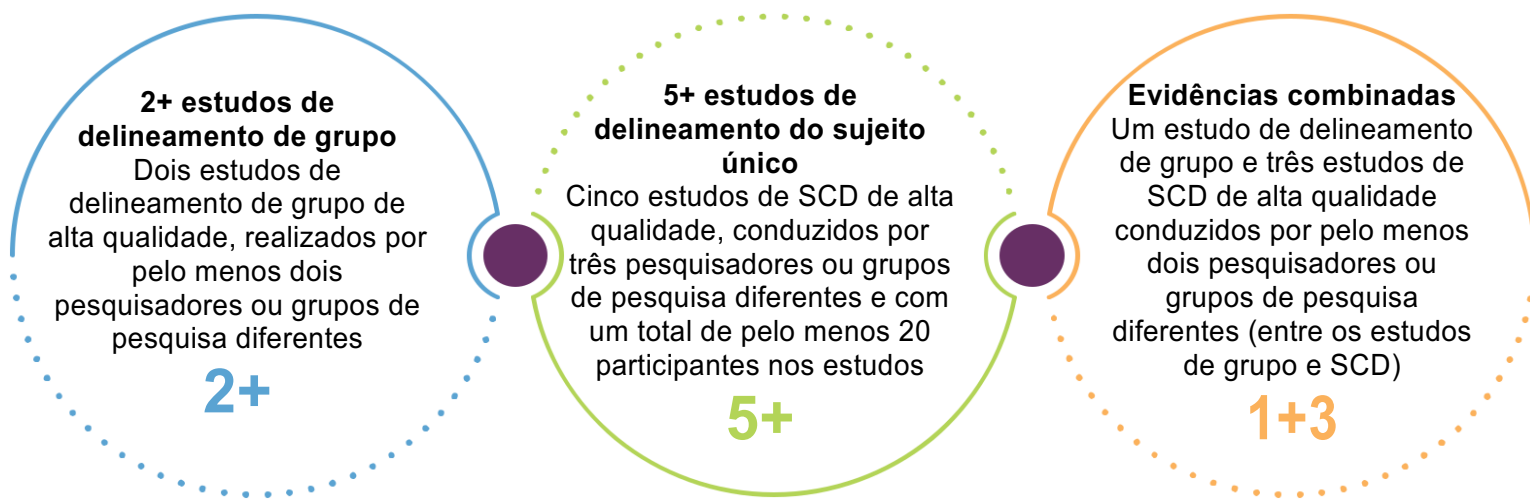 2+ estudos de
delineamento de grupo
Dois estudos de
delineamento de grupo de
alta qualidade, realizados por
pelo menos dois
pesquisadores ou grupos de
pesquisa diferentes
2+
5+ estudos de
delineamento do sujeito
único
Cinco estudos de SCD de alta
qualidade, conduzidos por
três pesquisadores ou grupos
de pesquisa diferentes e com
um total de pelo menos 20
participantes nos estudos
5+
Evidências combinadas
Um estudo de delineamento
de grupo e três estudos de
SCD de alta qualidade
conduzidos por pelo menos
dois pesquisadores ou
grupos de pesquisa
diferentes (entre os estudos
de grupo e SCD)
1+3